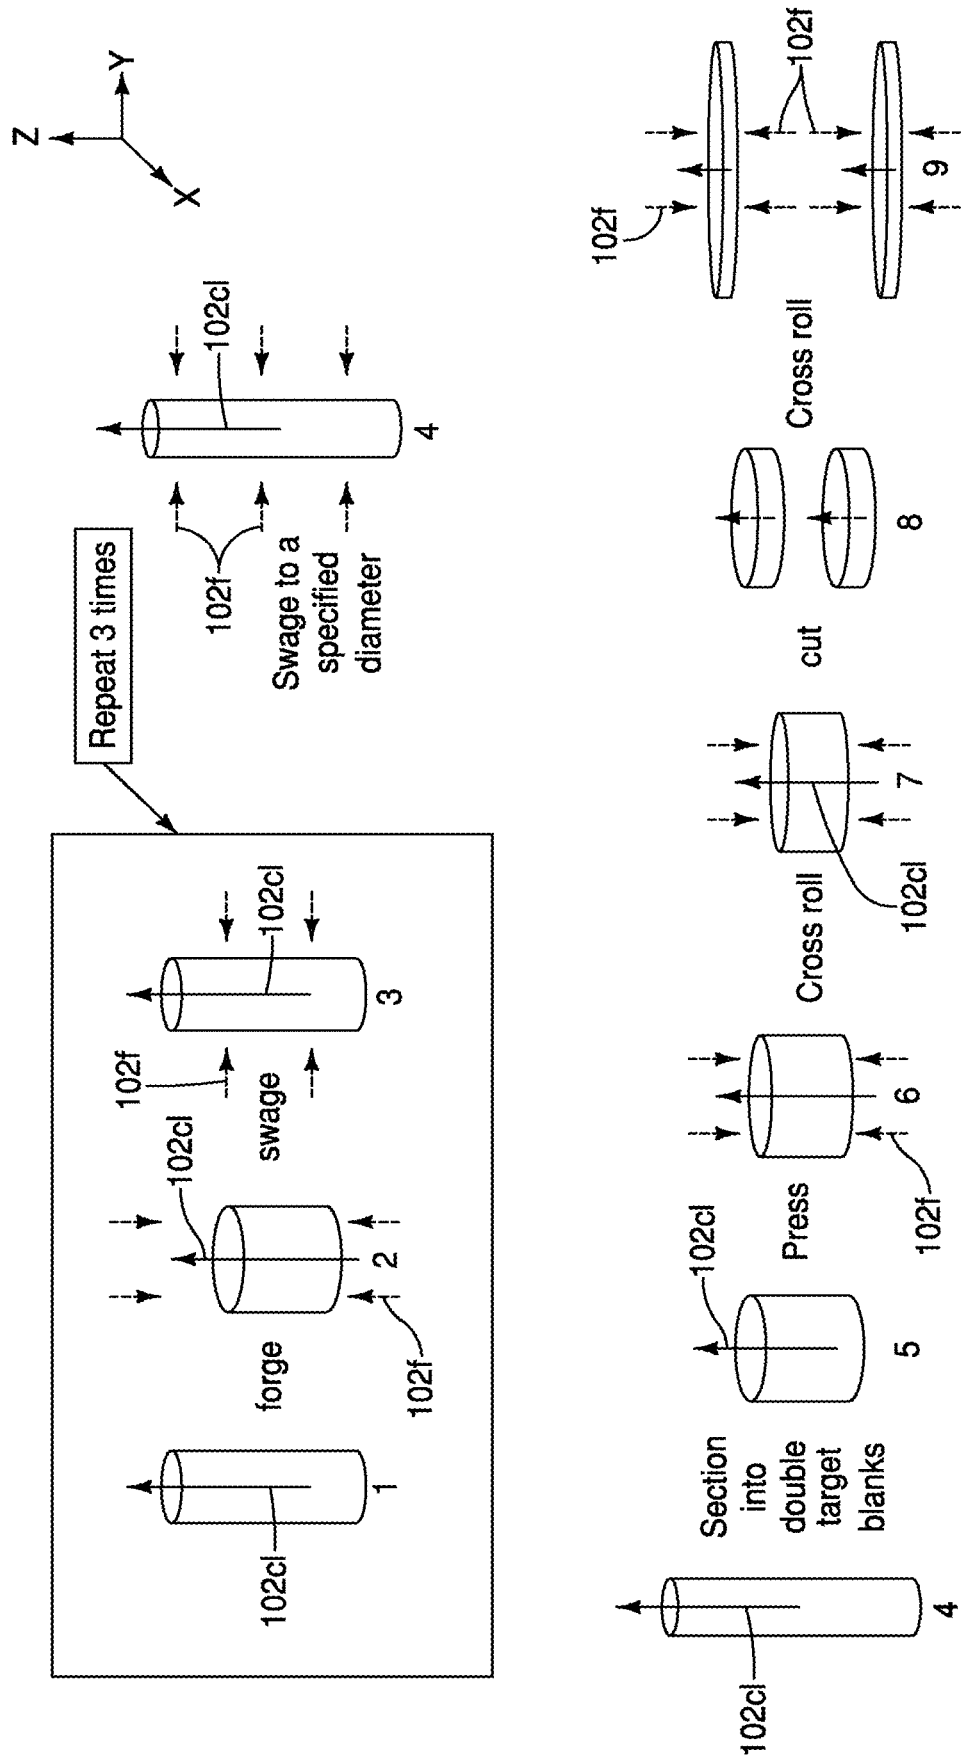 Repeat 3 times
Z
Y
X
102cl
1
forge
102f
102cl
2
swage
102f
102cl
3
Swage to a
specified
diameter
102f
102cl
4
102cl
4
Section
into
double
target
blanks
102cl
5
Press
102f
6
Cross roll
102cl
7
cut
8
Cross roll
102f
102f
9